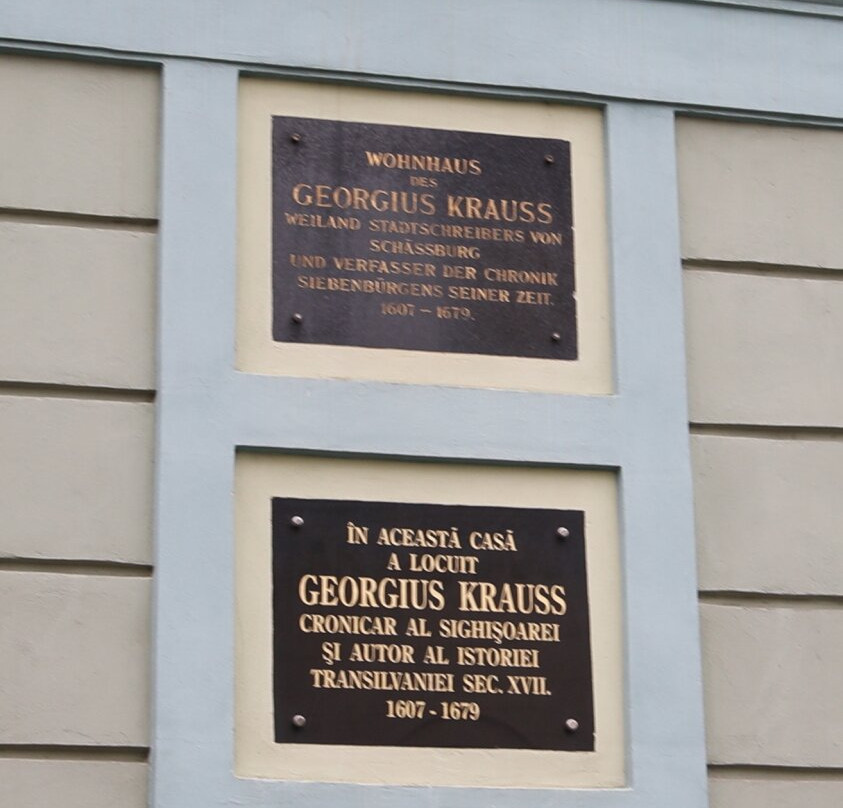 WOHNHAUS
DES
GEORGIUS KRAUSS
WEILAND STADTSCHREIBERS VON
SCHÄSSBURG
UND VERFASSER DER CHRONIK
SIEBENBÜRGENS SEINER ZEIT.
1607 – 1679.
ÎN ACEASTĂ CASĂ
A LOCUIT
GEORGIUS KRAUSS
CRONICAR AL SIGHIŞOAREI
ŞI AUTOR AL ISTORIEI
TRANSILVANIEI SEC. XVII.
1607 - 1679